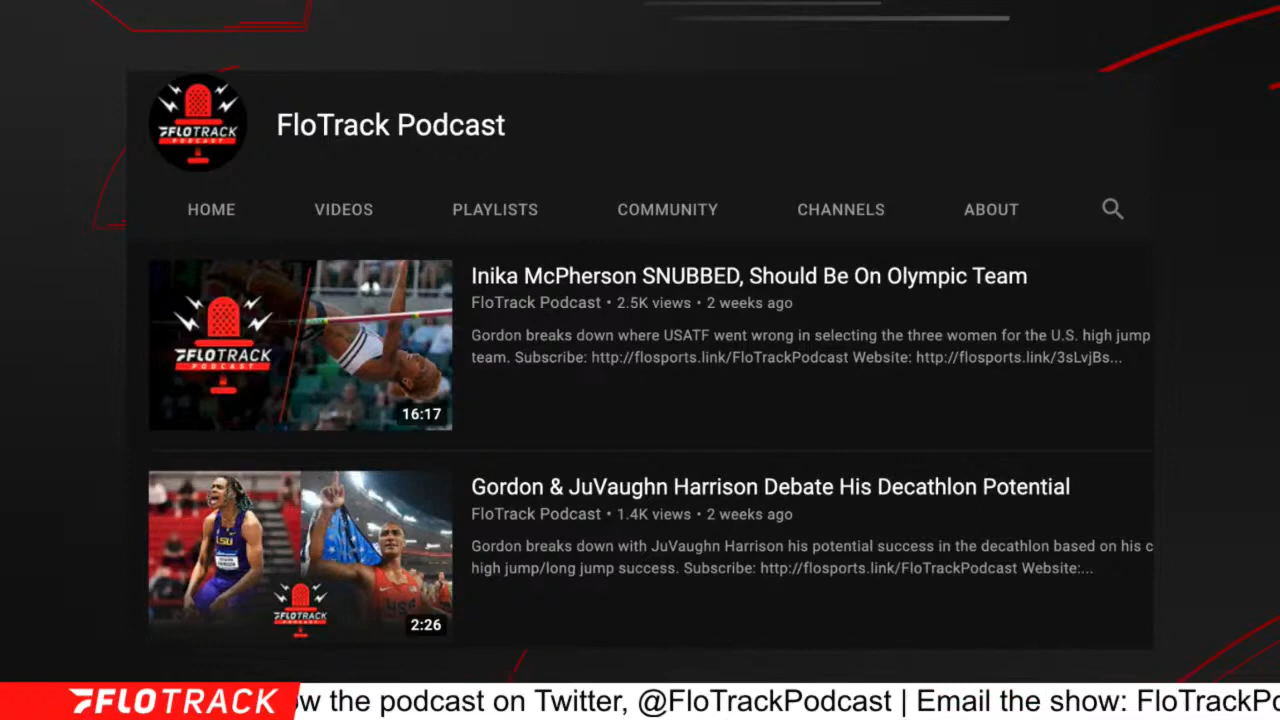 FLOTRACK
PODCAST
FloTrack Podcast
HOME VIDEOS PLAYLISTS COMMUNITY CHANNELS ABOUT
FLOTRACK
PODCAST
16:17
Inika McPherson SNUBBED, Should Be On Olympic Team
FloTrack Podcast • 2.5K views • 2 weeks ago
Gordon breaks down where USATF went wrong in selecting the three women for the U.S. high jump
team. Subscribe: http://flosports.link/FloTrackPodcast Website: http://flosports.link/3sLvjBs...
LSU
FLOTRACK
PODCAST
2:26
Gordon & JuVaughn Harrison Debate His Decathlon Potential
FloTrack Podcast • 1.4K views • 2 weeks ago
Gordon breaks down with JuVaughn Harrison his potential success in the decathlon based on his c
high jump/long jump success. Subscribe: http://flosports.link/FloTrackPodcast Website:...
FLOTRACK
ow the podcast on Twitter, @FloTrackPodcast | Email the show: FloTrackPo